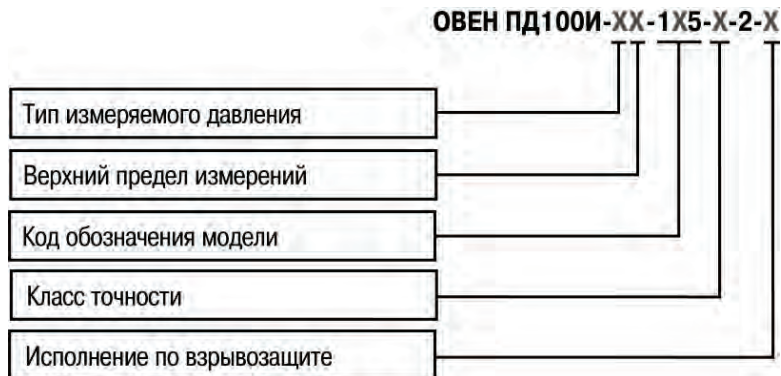 ОВЕН ПД100И-ХХ-1Х5-Х-2-Х
Тип измеряемого давления
Верхний предел измерений
Код обозначения модели
Класс точности
Исполнение по взрывозащите